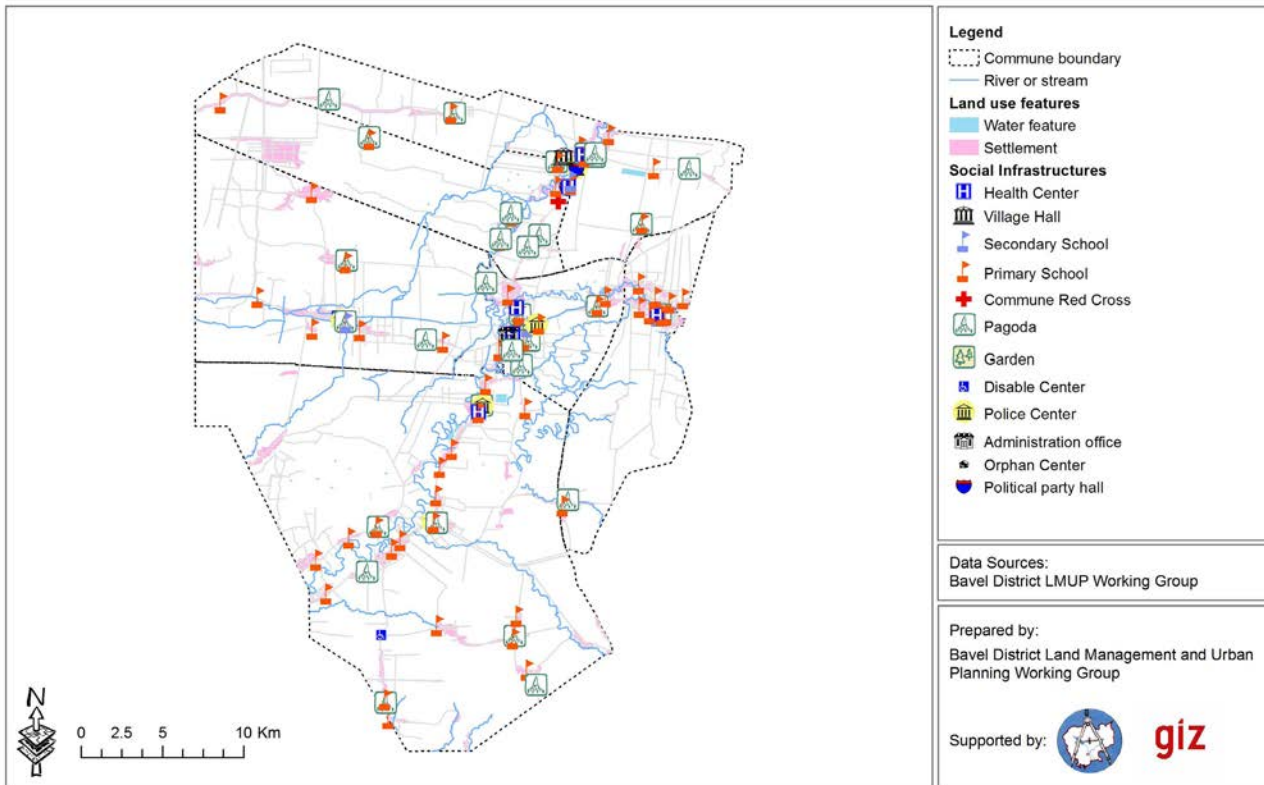 Legend
Commune boundary
River or stream
Land use features
Water feature
Settlement
Social Infrastructures
Health Center
Village Hall
Secondary School
Primary School
Commune Red Cross
Pagoda
Garden
Disable Center
Police Center
Administration office
Orphan Center
Political party hall
Data Sources:
Bavel District LMUP Working Group
Prepared by:
Bavel District Land Management and Urban
Planning Working Group
Supported by:
giz
N
0 2.5 5 10 Km